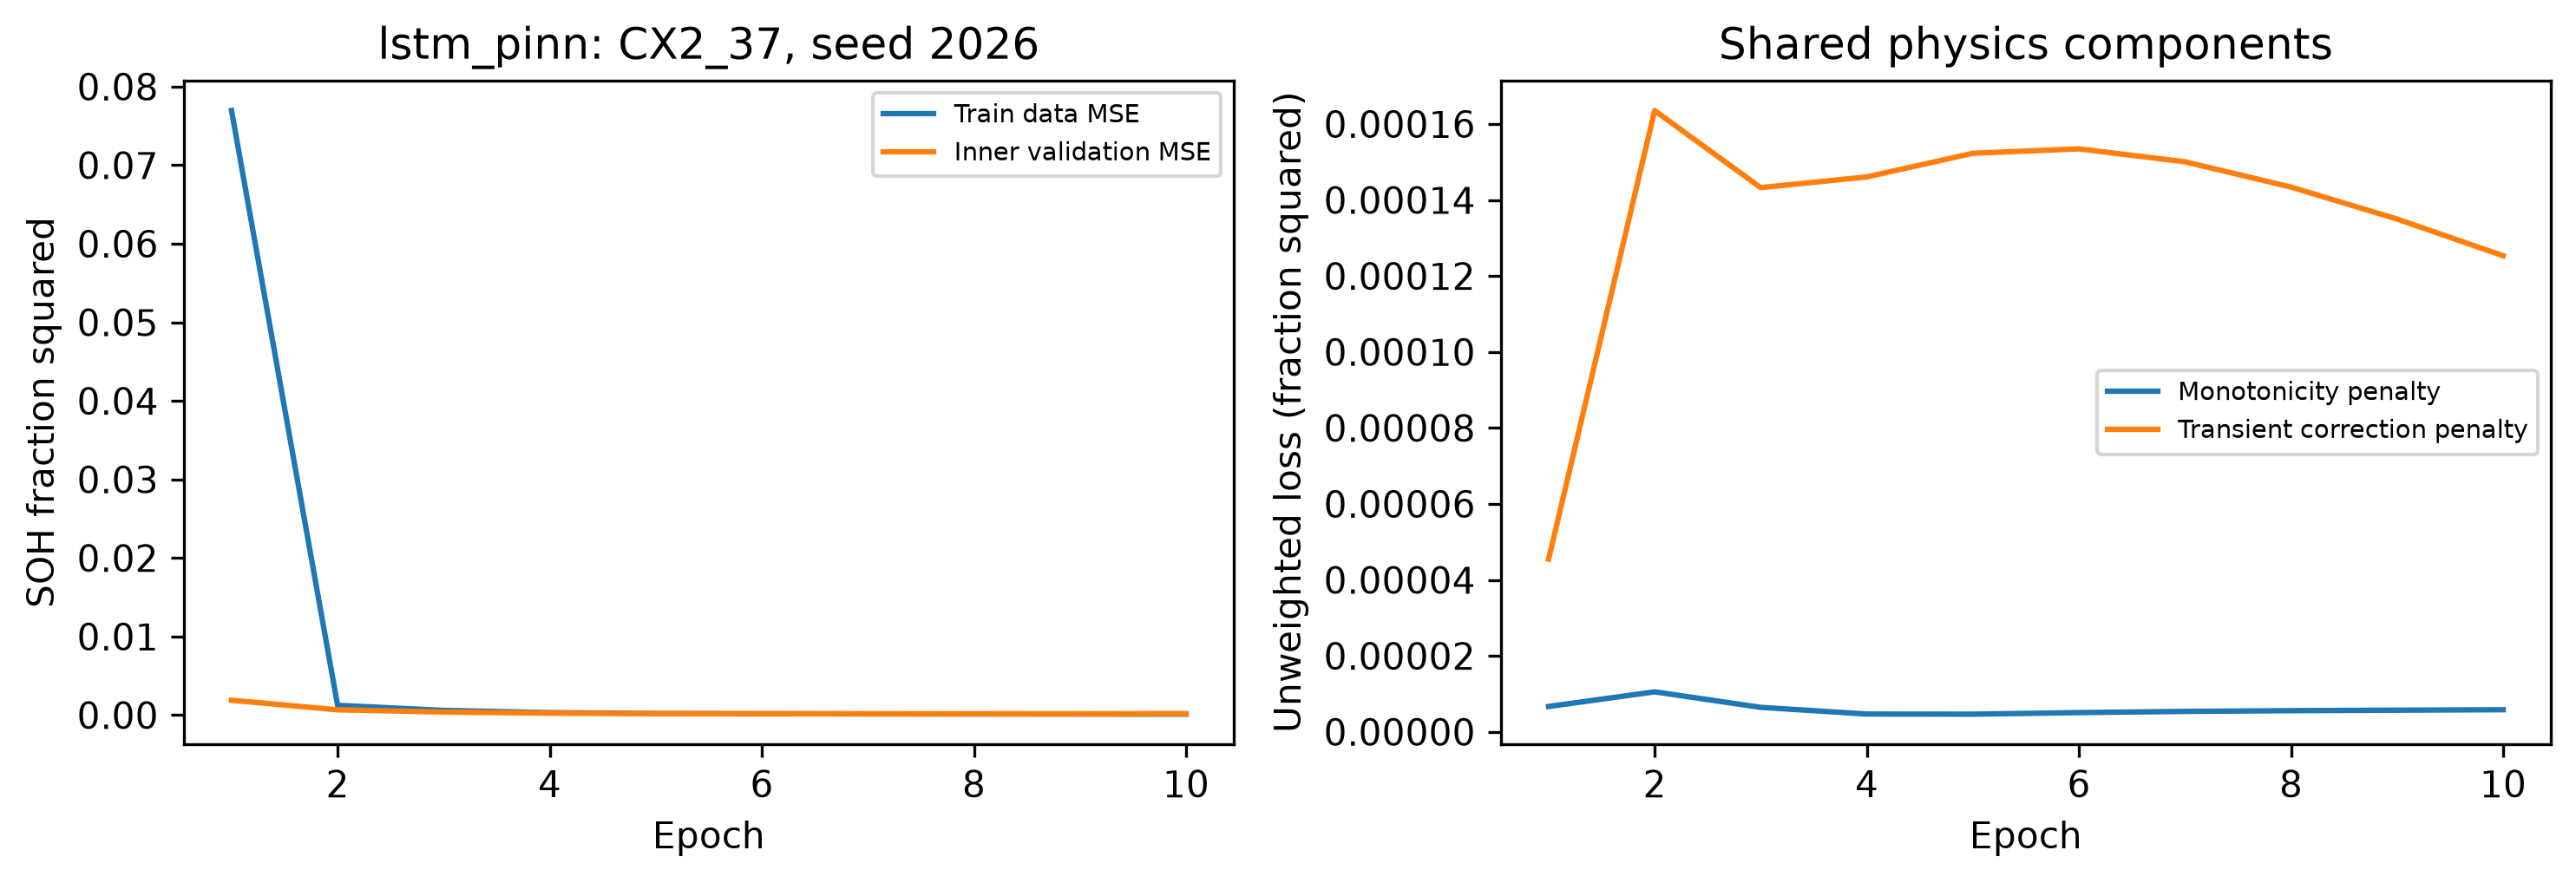 lstm_pinn: CX2_37, seed 2026
SOH fraction squared
0.08
0.07
0.06
0.05
0.04
0.03
0.02
0.01
0.00
Train data MSE
Inner validation MSE
2
4
6
8
10
Epoch
Shared physics components
Unweighted loss (fraction squared)
0.00016
0.00014
0.00012
0.00010
0.00008
0.00006
0.00004
0.00002
0.00000
Monotonicity penalty
Transient correction penalty
2
4
6
8
10
Epoch